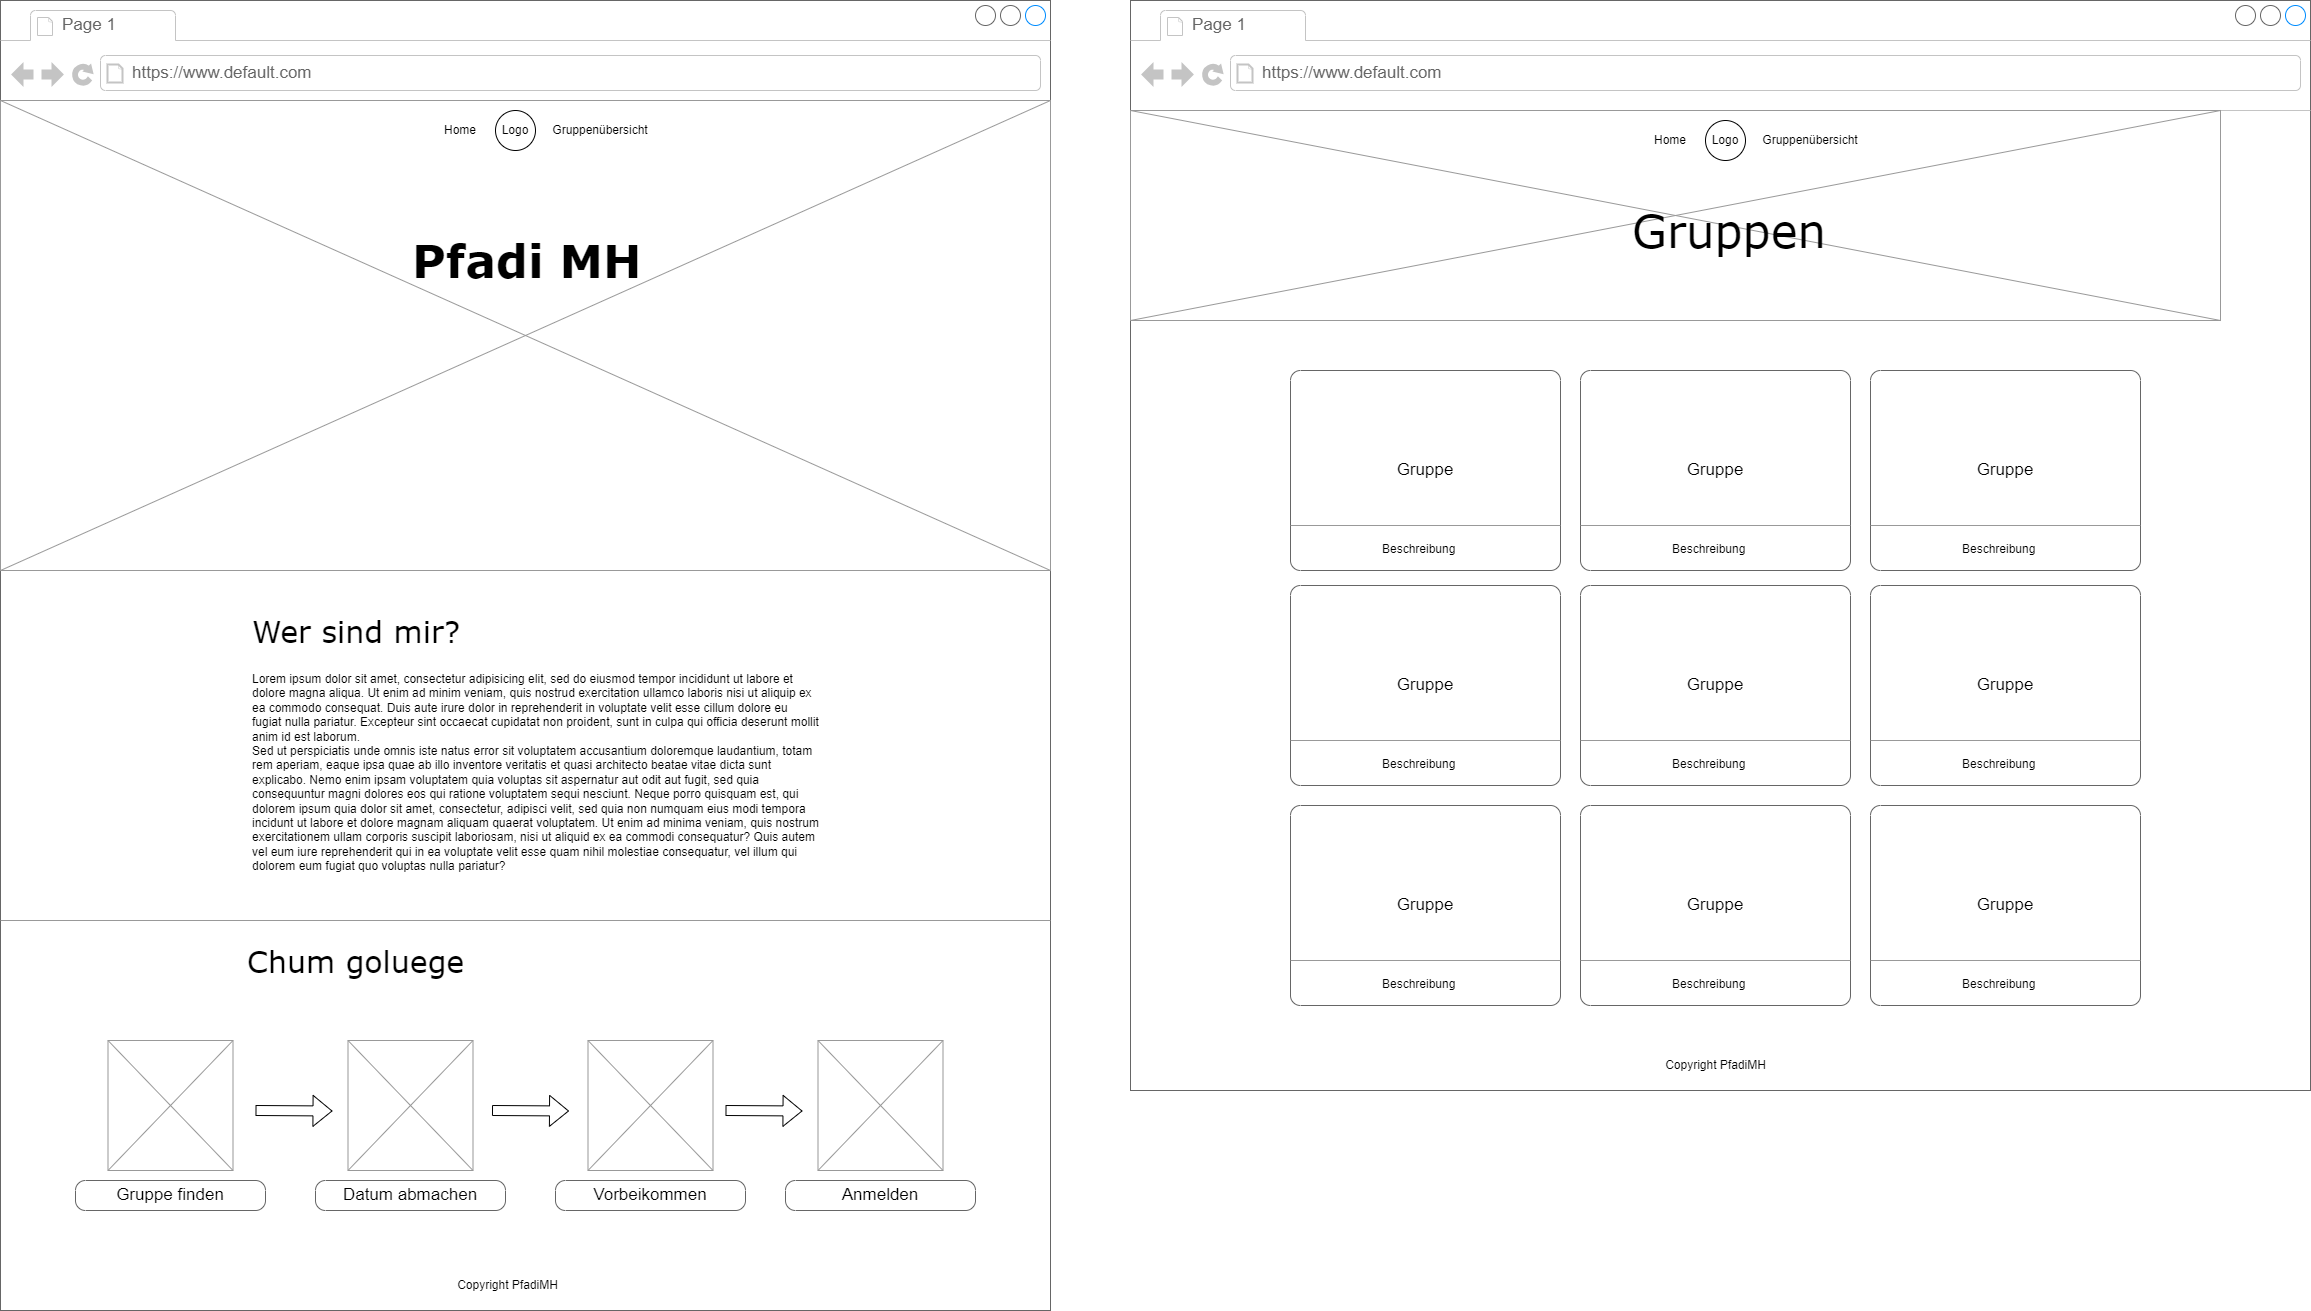 Page 1
https://www.default.com
Home
Logo
Gruppenübersicht
Pfadi MH
Wer sind mir?
Lorem ipsum dolor sit amet, consectetur adipisicing elit, sed do eiusmod tempor incididunt ut labore et
dolore magna aliqua. Ut enim ad minim veniam, quis nostrud exercitation ullamco laboris nisi ut aliquip ex
ea commodo consequat. Duis aute irure dolor in reprehenderit in voluptate velit esse cillum dolore eu
fugiat nulla pariatur. Excepteur sint occaecat cupidatat non proident, sunt in culpa qui officia deserunt mollit
anim id est laborum.
Sed ut perspiciatis unde omnis iste natus error sit voluptatem accusantium doloremque laudantium, totam
rem aperiam, eaque ipsa quae ab illo inventore veritatis et quasi architecto beatae vitae dicta sunt
explicabo. Nemo enim ipsam voluptatem quia voluptas sit aspernatur aut odit aut fugit, sed quia
consequuntur magni dolores eos qui ratione voluptatem sequi nesciunt. Neque porro quisquam est, qui
dolorem ipsum quia dolor sit amet, consectetur, adipisci velit, sed quia non numquam eius modi tempora
incidunt ut labore et dolore magnam aliquam quaerat voluptatem. Ut enim ad minima veniam, quis nostrum
exercitationem ullam corporis suscipit laboriosam, nisi ut aliquid ex ea commodi consequatur? Quis autem
vel eum iure reprehenderit qui in ea voluptate velit esse quam nihil molestiae consequatur, vel illum qui
dolorem eum fugiat quo voluptas nulla pariatur?
Chum goluege
Gruppe finden
Datum abmachen
Vorbeikommen
Anmelden
Copyright PfadiMH
Page 1
https://www.default.com
Home
Logo
Gruppenübersicht
Gruppen
Gruppe
Gruppe
Gruppe
Beschreibung
Beschreibung
Beschreibung
Gruppe
Gruppe
Gruppe
Beschreibung
Beschreibung
Beschreibung
Gruppe
Gruppe
Gruppe
Beschreibung
Beschreibung
Beschreibung
Copyright PfadiMH